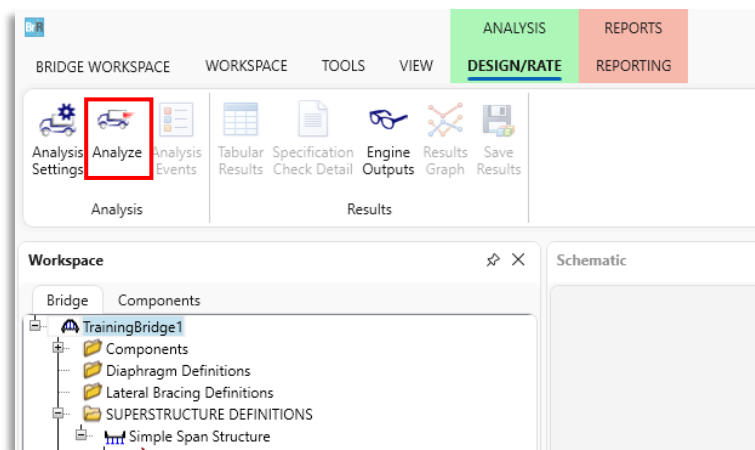 BrR
ANALYSIS REPORTS
BRIDGE WORKSPACE WORKSPACE TOOLS VIEW DESIGN/RATE REPORTING
Analysis Analyze Analysis Tabular Specification Engine Results Save
Settings Events Results Check Detail Outputs Graph Results
Analysis Results
Workspace Schematic
Bridge Components
TrainingBridge1
Components
Diaphragm Definitions
Lateral Bracing Definitions
SUPERSTRUCTURE DEFINITIONS
Simple Span Structure